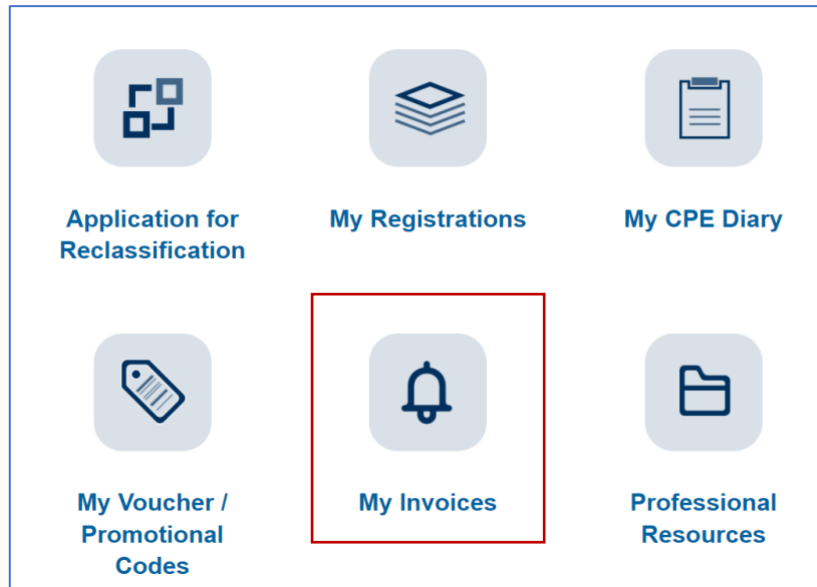 Application for
Reclassification
My Registrations
My CPE Diary
My Voucher /
Promotional
Codes
My Invoices
Professional
Resources